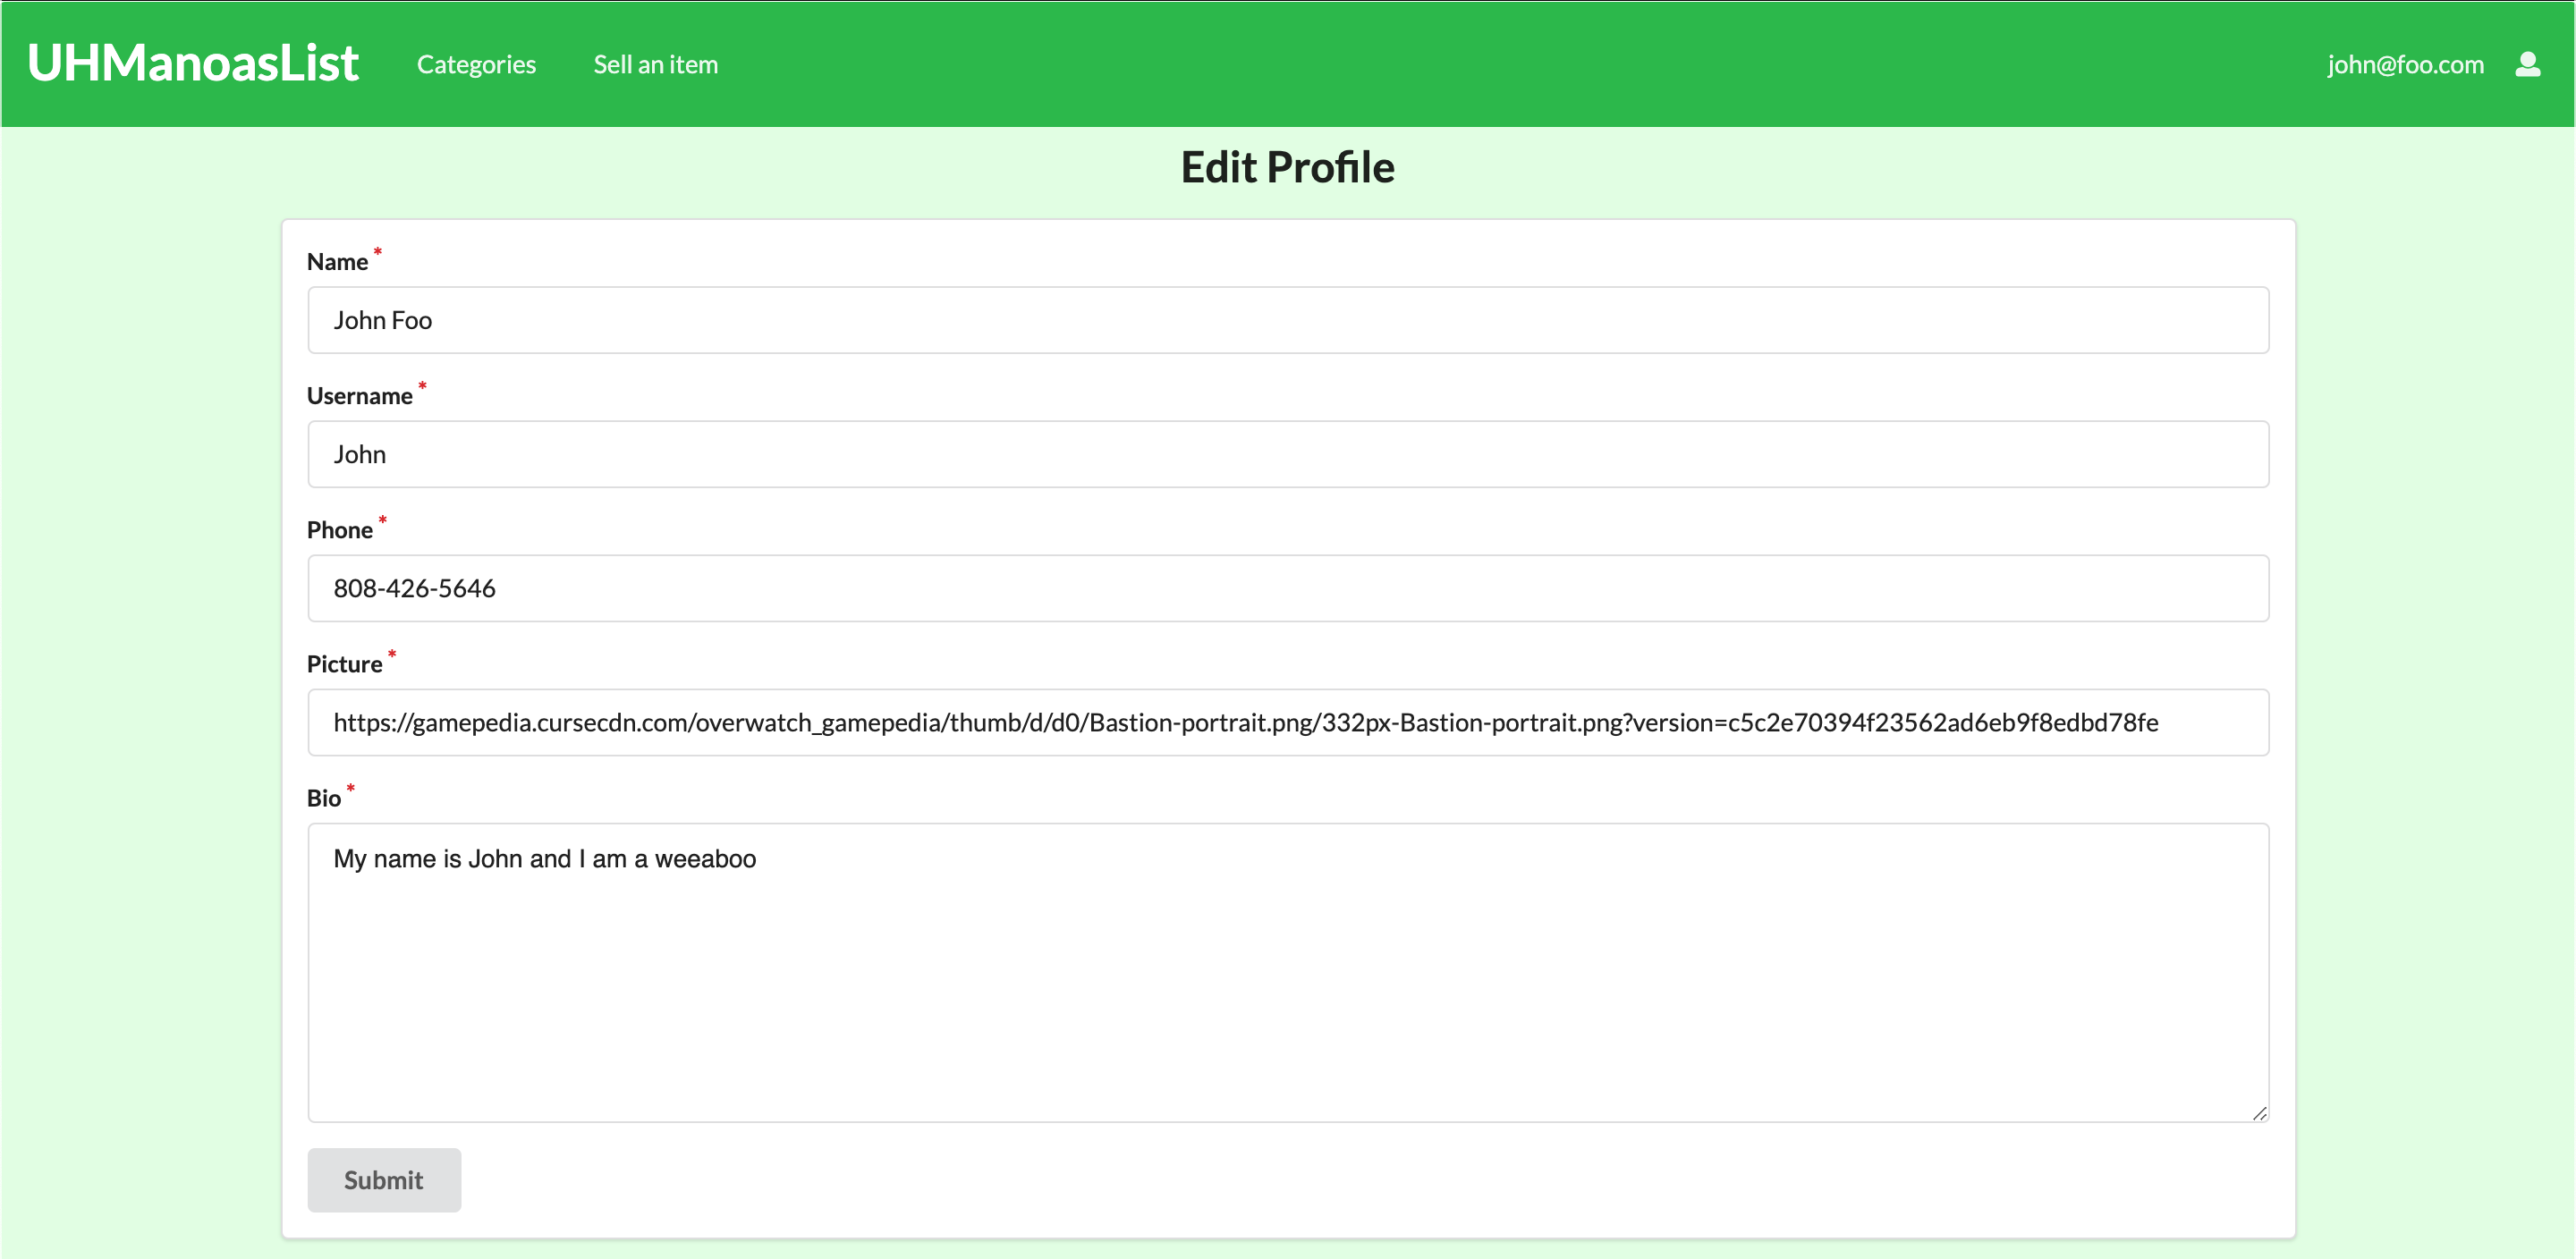 UHManoasList Categories Sell an item john@foo.com
Edit Profile
Name *
John Foo
Username *
John
Phone *
808-426-5646
Picture *
https://gamepedia.cursecdn.com/overwatch_gamepedia/thumb/d/d0/Bastion-portrait.png/332px-Bastion-portrait.png?version=c5c2e70394f23562ad6eb9f8edbd78fe
Bio *
My name is John and I am a weeaboo
Submit